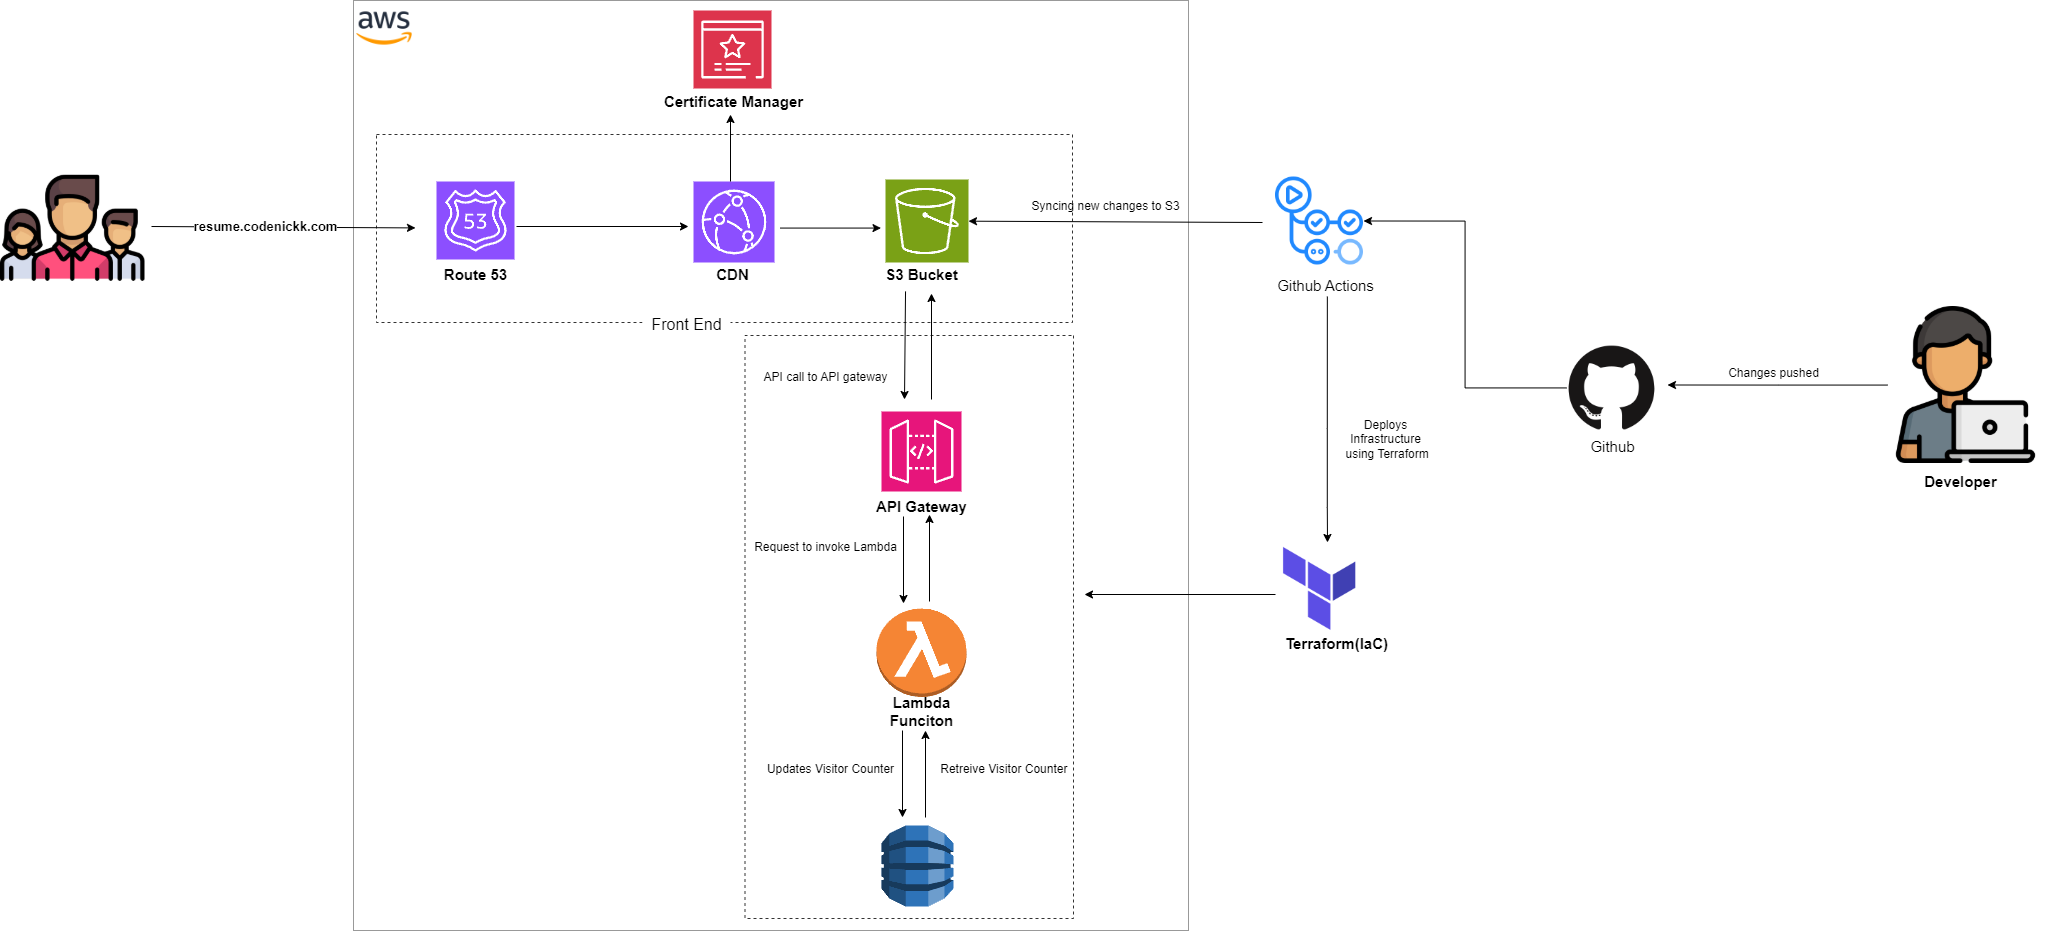 aws
Certificate Manager
resume.codenickk.com
53
Route 53
CDN
S3 Bucket
Front End
Syncing new changes to S3
Github Actions
API call to API gateway
</>
API Gateway
Request to invoke Lambda
Lambda
Funciton
Updates Visitor Counter
Retreive Visitor Counter
Deploys
Infrastructure
using Terraform
Terraform(IaC)
Github
Changes pushed
Developer